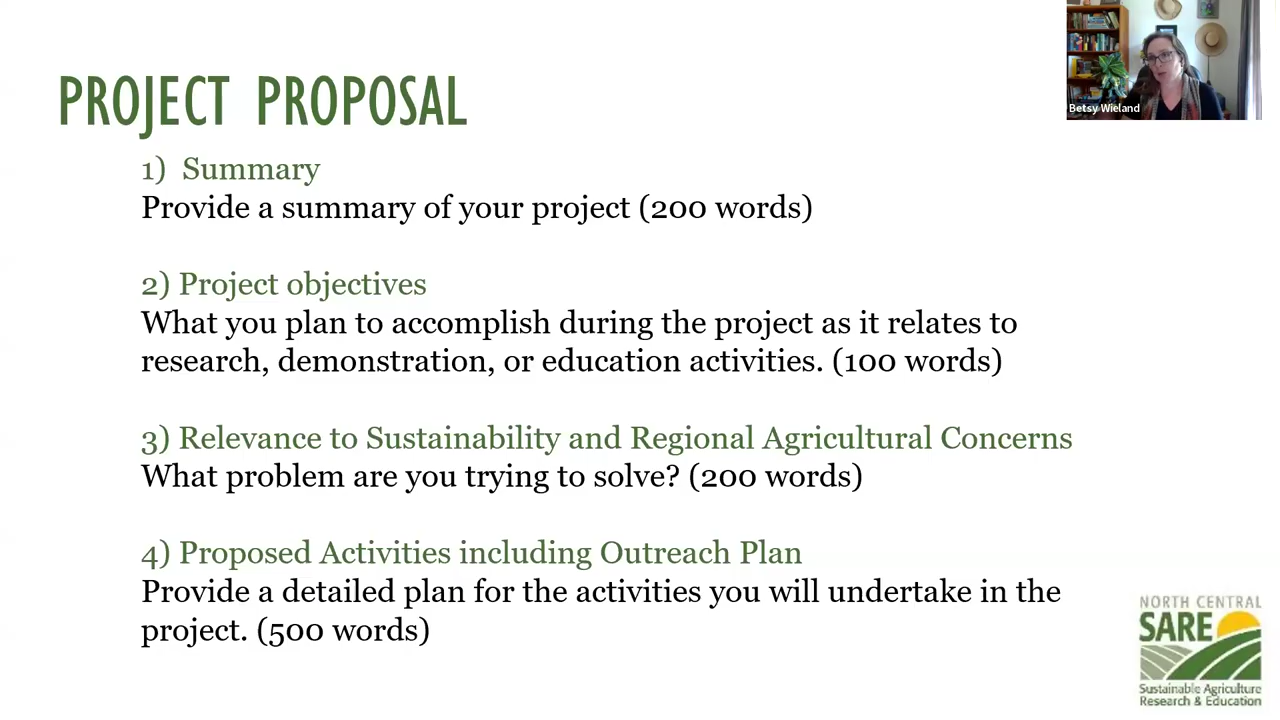 PROJECT PROPOSAL
Betsy Wieland
1) Summary
Provide a summary of your project (200 words)
2) Project objectives
What you plan to accomplish during the project as it relates to
research, demonstration, or education activities. (100 words)
3) Relevance to Sustainability and Regional Agricultural Concerns
What problem are you trying to solve? (200 words)
4) Proposed Activities including Outreach Plan
Provide a detailed plan for the activities you will undertake in the
project. (500 words)
NORTH CENTRAL
SARE
Sustainable Agriculture
Research & Education